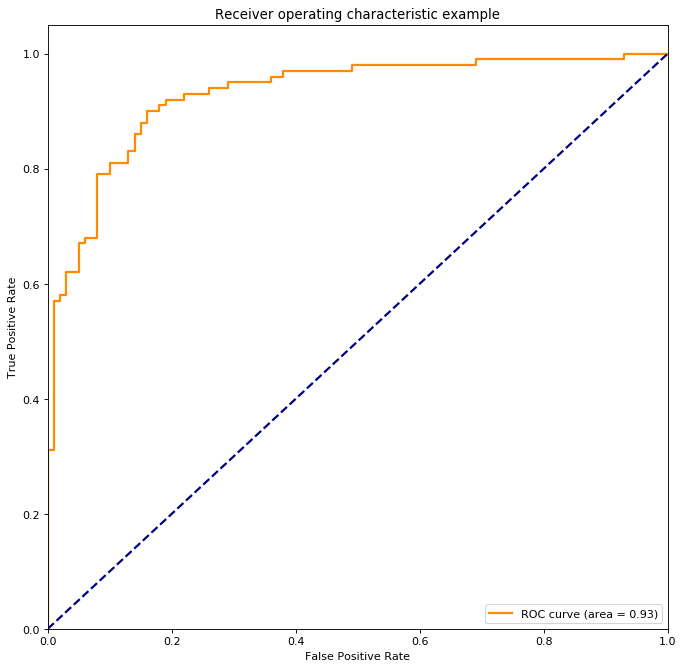 Receiver operating characteristic example
1.0
0.8
0.6
0.4
0.2
0.0
True Positive Rate
0.0 0.2 0.4 0.6 0.8 1.0
False Positive Rate
ROC curve (area = 0.93)